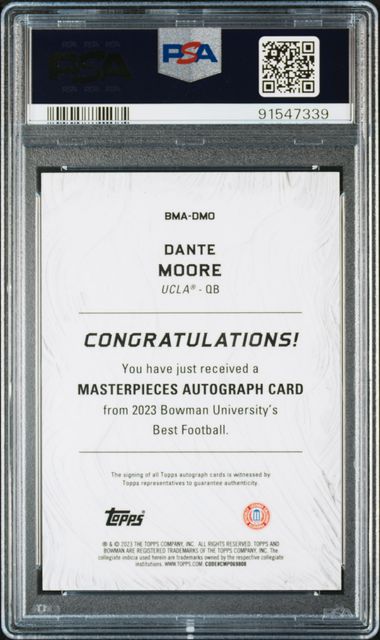 PSA
PSA
91547339
BMA-DMO
DANTE
MOORE
UCLA® - QB
CONGRATULATIONS!
You have just received a
MASTERPIECES AUTOGRAPH CARD
from 2023 Bowman University's
Best Football.
The signing of all Topps autograph cards is witnessed by
Topps representatives to guarantee authenticity.
Topps
® & © 2023 THE TOPPS COMPANY, INC. ALL RIGHTS RESERVED. TOPPS AND
BOWMAN ARE REGISTERED TRADEMARKS OF THE TOPPS COMPANY, INC. The
collegiate indicia used herein are trademarks owned by the respective collegiate
institutions. WWW.TOPPS.COM. CODE#CMP069808